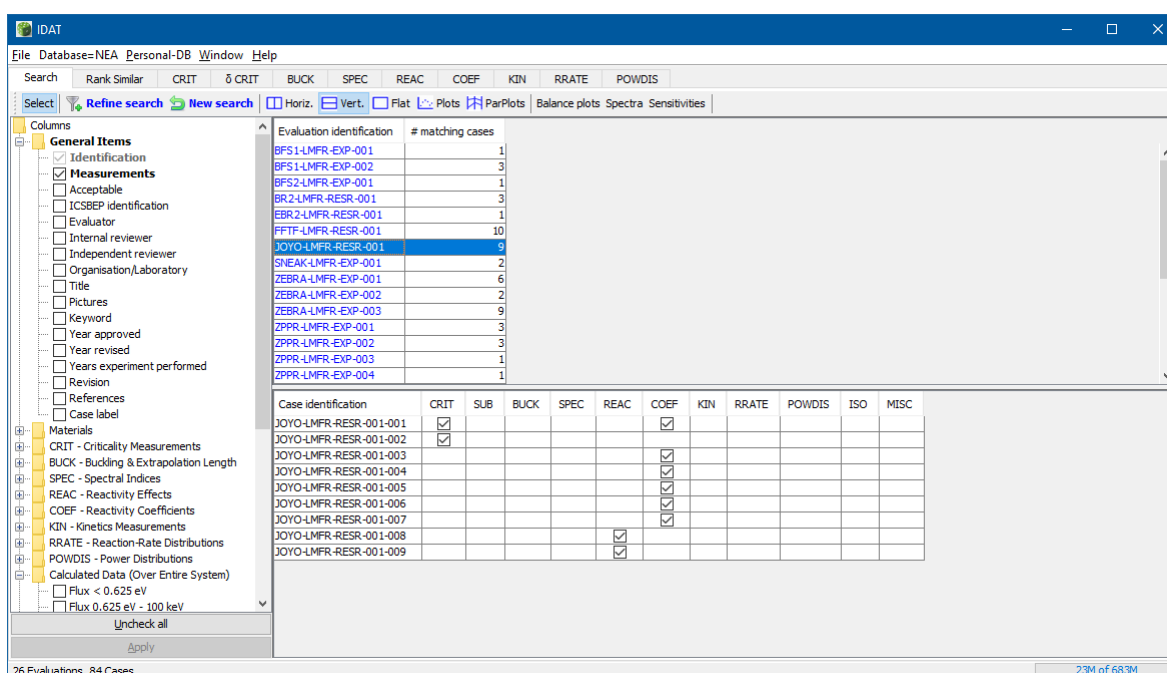 IDAT
File Database=NEA Personal-DB Window Help
Search Rank Similar CRIT δ CRIT BUCK SPEC REAC COEF KIN RRATE POWDIS
Select Refine search New search Horiz. Vert. Flat Plots ParPlots Balance plots Spectra Sensitivities
Columns
General Items
Identification
Measurements
Acceptable
ICSBEP identification
Evaluator
Internal reviewer
Independent reviewer
Organisation/Laboratory
Title
Pictures
Keyword
Year approved
Year revised
Years experiment performed
Revision
References
Case label
Materials
CRIT - Criticality Measurements
BUCK - Buckling & Extrapolation Length
SPEC - Spectral Indices
REAC - Reactivity Effects
COEF - Reactivity Coefficients
KIN - Kinetics Measurements
RRATE - Reaction-Rate Distributions
POWDIS - Power Distributions
Calculated Data (Over Entire System)
Flux < 0.625 eV
Flux 0.625 eV - 100 keV
Uncheck all
Apply
Evaluation identification # matching cases
BFS1-LMFR-EXP-001 1
BFS1-LMFR-EXP-002 3
BFS2-LMFR-EXP-001 1
BR2-LMFR-RESR-001 3
EBR2-LMFR-RESR-001 1
FFTF-LMFR-RESR-001 10
JOYO-LMFR-RESR-001 9
SNEAK-LMFR-EXP-001 2
ZEBRA-LMFR-EXP-001 6
ZEBRA-LMFR-EXP-002 2
ZEBRA-LMFR-EXP-003 9
ZPPR-LMFR-EXP-001 3
ZPPR-LMFR-EXP-002 3
ZPPR-LMFR-EXP-003 1
ZPPR-LMFR-EXP-004 1
Case identification CRIT SUB BUCK SPEC REAC COEF KIN RRATE POWDIS ISO MISC
JOYO-LMFR-RESR-001-001
JOYO-LMFR-RESR-001-002
JOYO-LMFR-RESR-001-003
JOYO-LMFR-RESR-001-004
JOYO-LMFR-RESR-001-005
JOYO-LMFR-RESR-001-006
JOYO-LMFR-RESR-001-007
JOYO-LMFR-RESR-001-008
JOYO-LMFR-RESR-001-009
26 Evaluations 84 Cases 23M of 683M